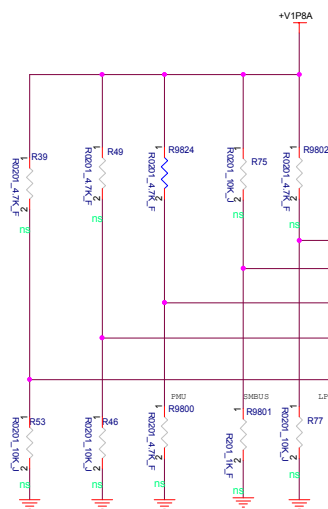 +V1P8A
1
R39
R0201_4.7K_F
2
ns
1
R49
R0201_4.7K_F
2
ns
1
R9824
R0201_4.7K_F
2
1
R75
R0201_10K_J
2
ns
1
R9802
R0201_4.7K_F
2
ns
PMU
SMBUS
LP
1
R53
R0201_10K_J
2
ns
1
R46
R0201_10K_J
2
ns
1
R9800
R0201_4.7K_F
2
1
R9801
R201_1K_F
2
ns
1
R77
R0201_10K_J
2
ns